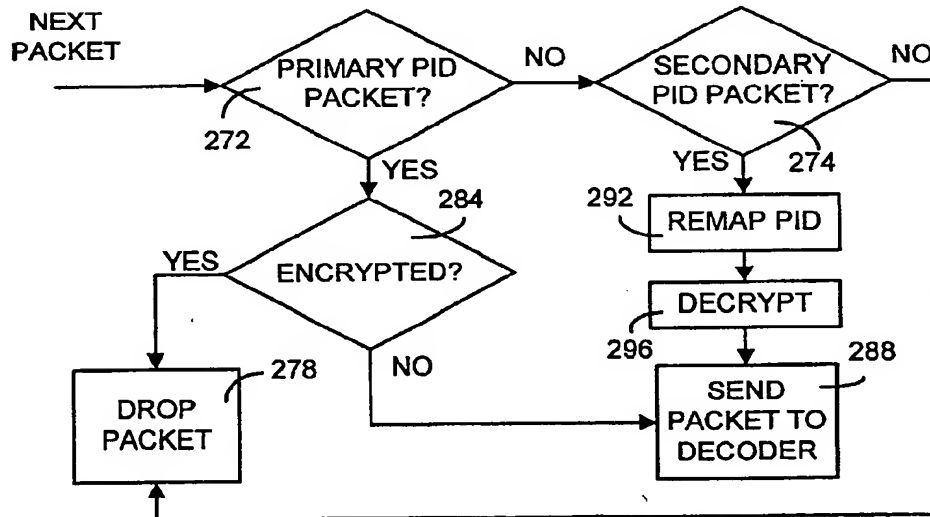 NEXT
PACKET
PRIMARY PID
PACKET?
272
NO
SECONDARY
PID PACKET?
274
NO
YES
YES
284
ENCRYPTED?
YES
NO
292
REMAP PID
DECRYPT
296
278
DROP
PACKET
288
SEND
PACKET TO
DECODER